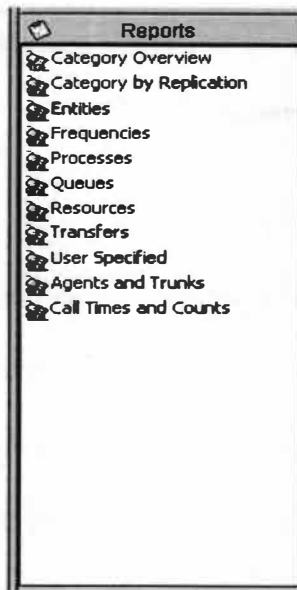 Reports
Category Overview
Category by Replication
Entities
Frequencies
Processes
Queues
Resources
Transfers
User Specified
Agents and Trunks
Call Times and Counts